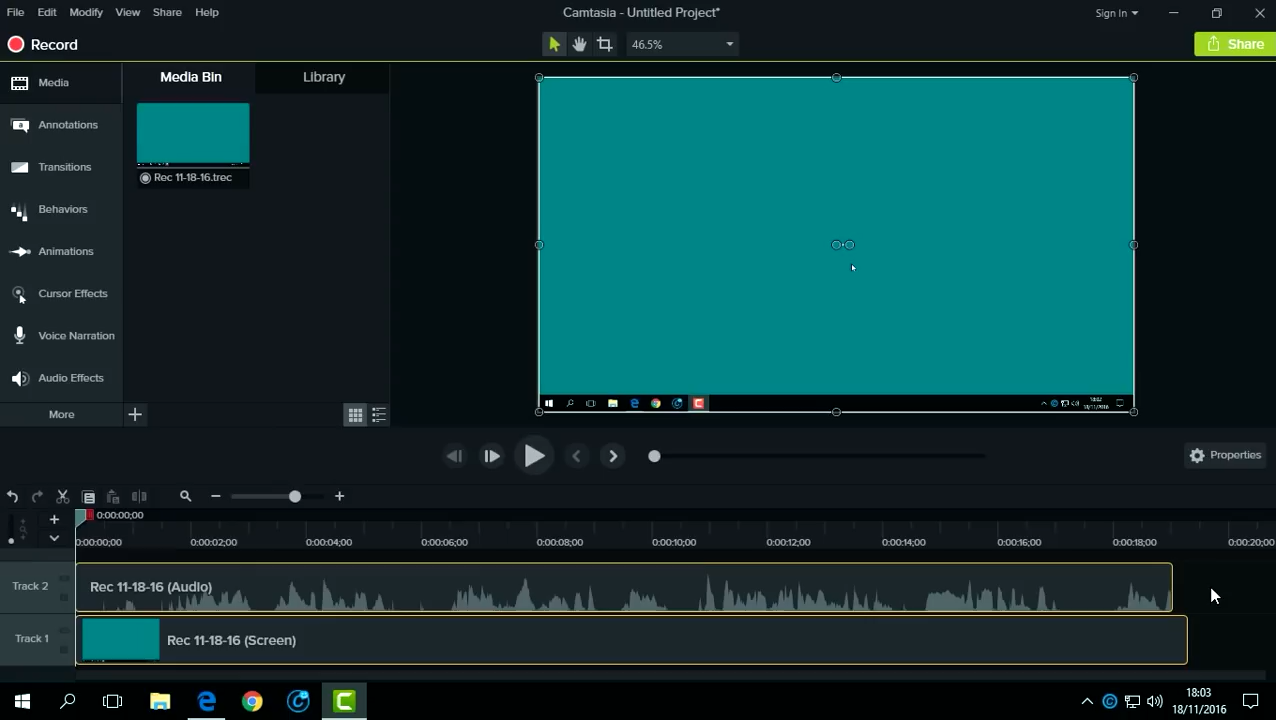 File Edit Modify View Share Help
Camtasia - Untitled Project*
Sign In
Record
46.5%
Share
Media
Annotations
Transitions
Behaviors
Animations
Cursor Effects
Voice Narration
Audio Effects
More
Media Bin
Library
Rec 11-18-16.trec
18:02
18/11/2016
Properties
0:00:00;00
0:00:00;00 0:00:02;00 0:00:04;00 0:00:06;00 0:00:08;00 0:00:10;00 0:00:12;00 0:00:14;00 0:00:16;00 0:00:18;00 0:00:20;00
Track 2
Rec 11-18-16 (Audio)
Track 1
Rec 11-18-16 (Screen)
18:03
18/11/2016